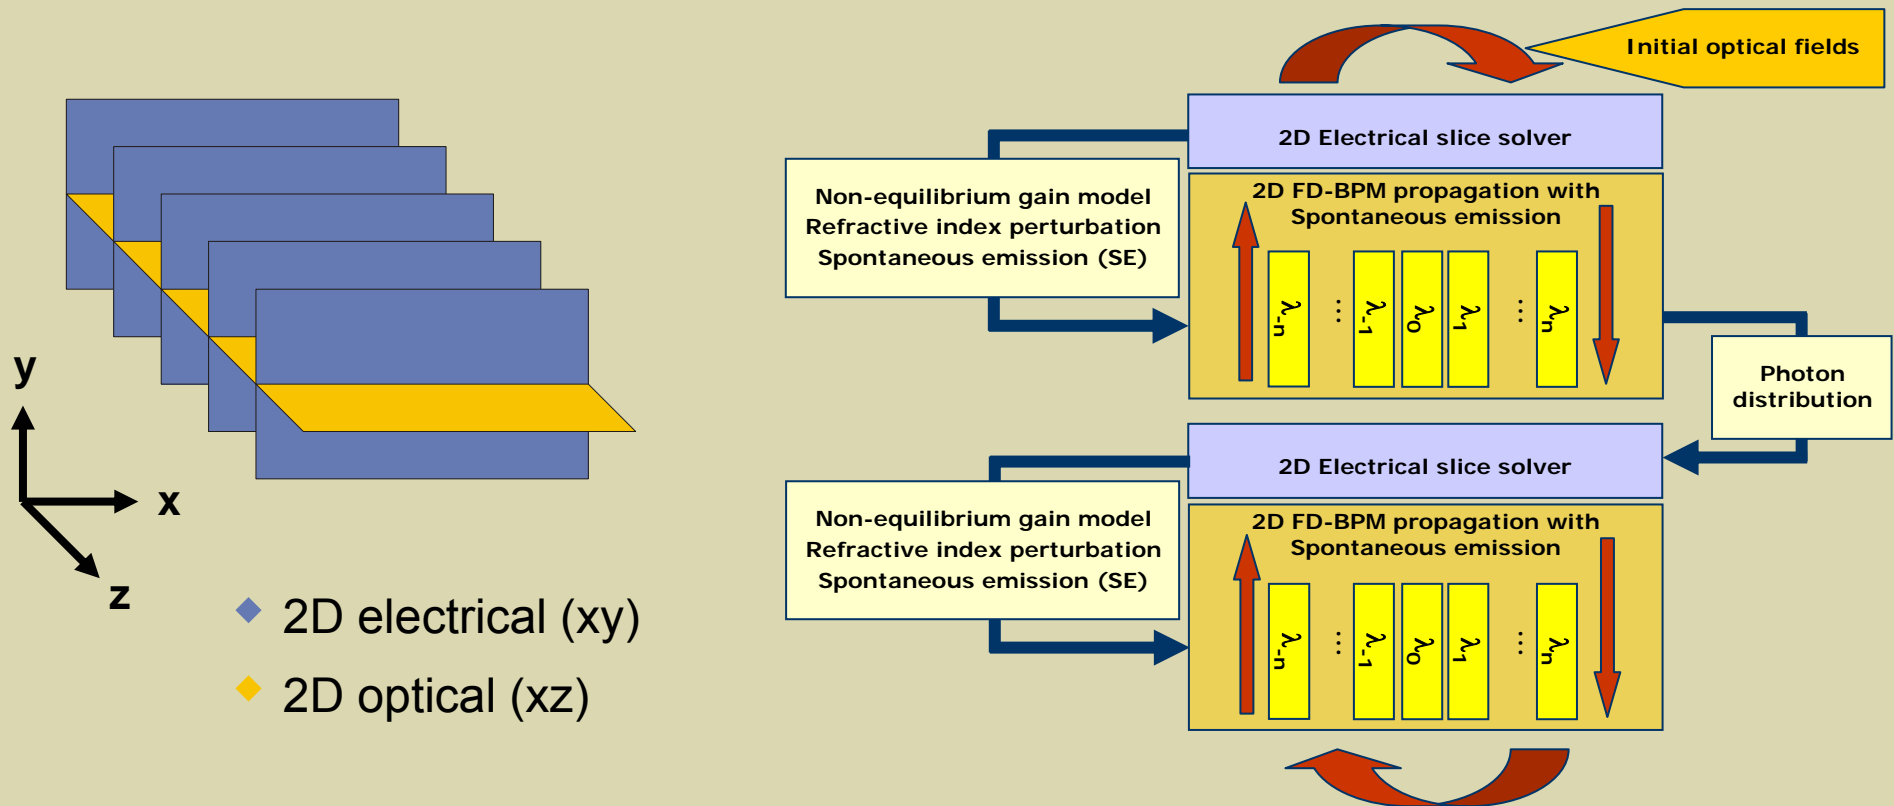 y
x
z
2D electrical (xy)
2D optical (xz)
Initial optical fields
2D Electrical slice solver
Non-equilibrium gain model
Refractive index perturbation
Spontaneous emission (SE)
2D FD-BPM propagation with
Spontaneous emission
λ-n
...
λ-1
λ0
λ1
...
λn
Photon
distribution
2D Electrical slice solver
Non-equilibrium gain model
Refractive index perturbation
Spontaneous emission (SE)
2D FD-BPM propagation with
Spontaneous emission
λ-n
...
λ-1
λ0
λ1
...
λn